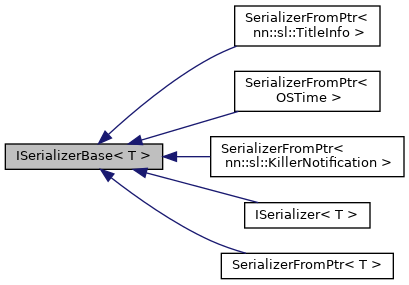 SerializerFromPtr<
nn::sl::TitleInfo >
SerializerFromPtr<
OSTime >
ISerializerBase< T >
SerializerFromPtr<
nn::sl::KillerNotification >
ISerializer< T >
SerializerFromPtr< T >